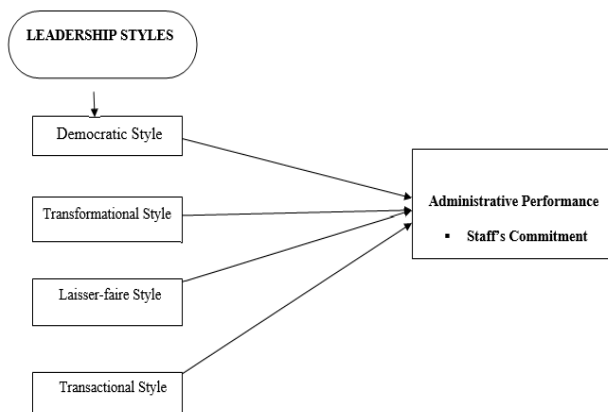 LEADERSHIP STYLES
Democratic Style
Transformational Style
Laisser-faire Style
Transactional Style
Administrative Performance
▪ Staff's Commitment